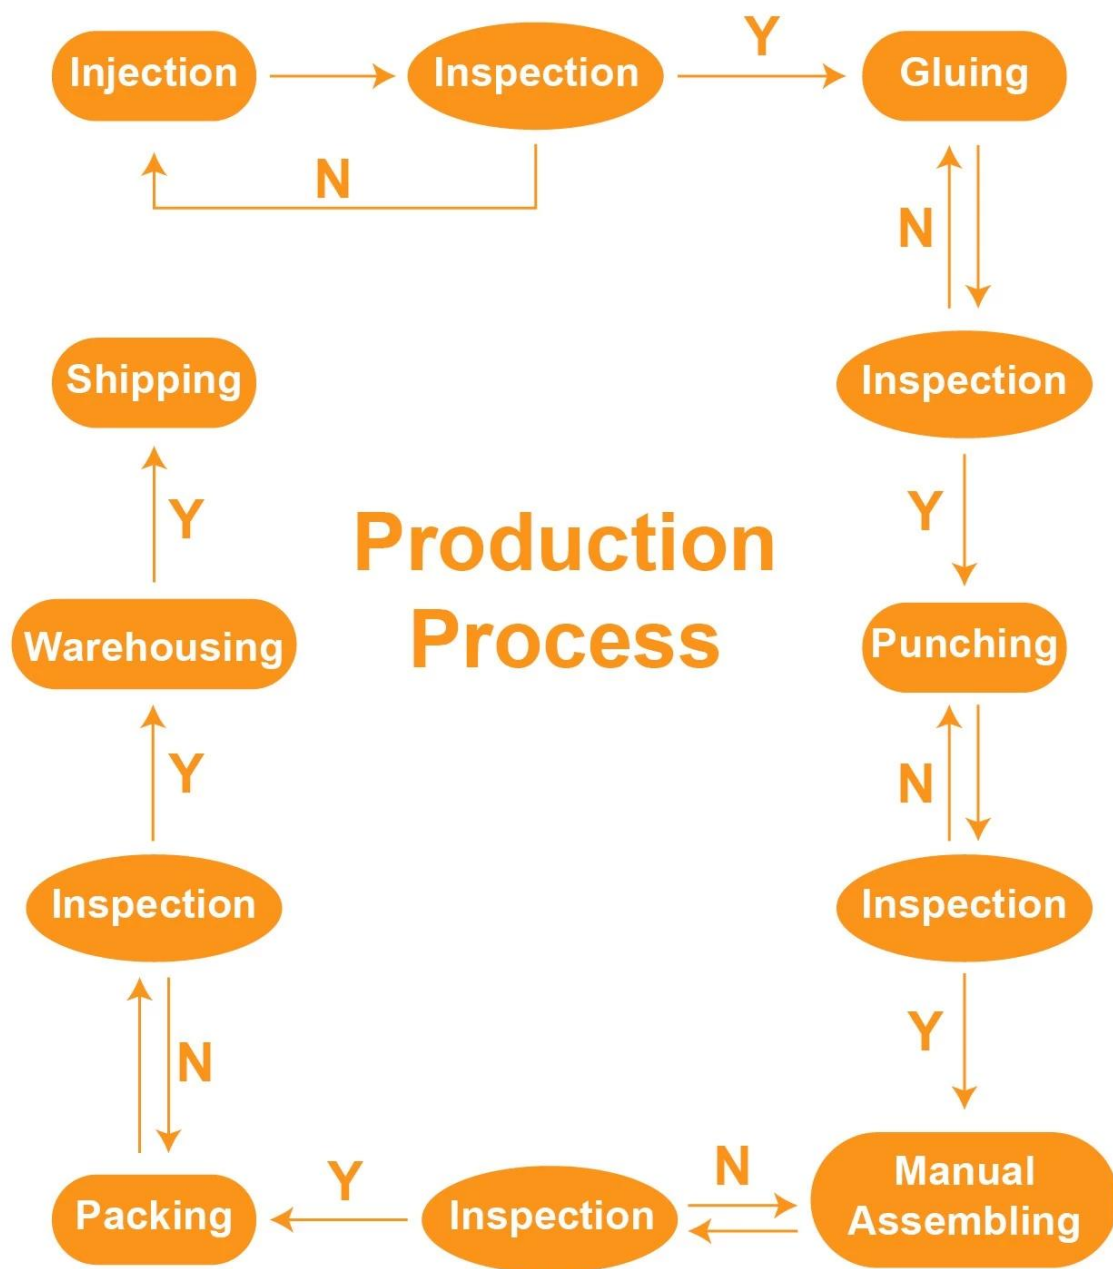 Injection
Inspection
Y
Gluing
N
N
Inspection
Shipping
Y
Y
Production
Process
Warehousing
Punching
Y
N
Inspection
Inspection
Y
N
Manual
Assembling
N
Inspection
Y
Packing